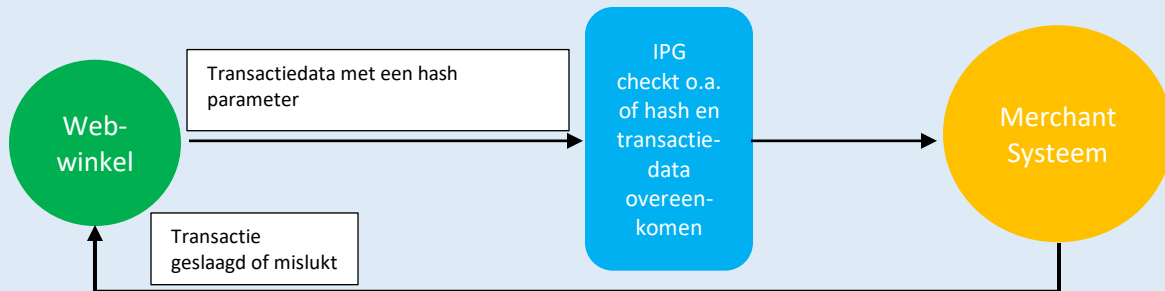 Web-
winkel
Transactiedata met een hash
parameter
IPG
checkt o.a.
of hash en
transactie-
data
overeen-
komen
Merchant
Systeem
Transactie
geslaagd of mislukt